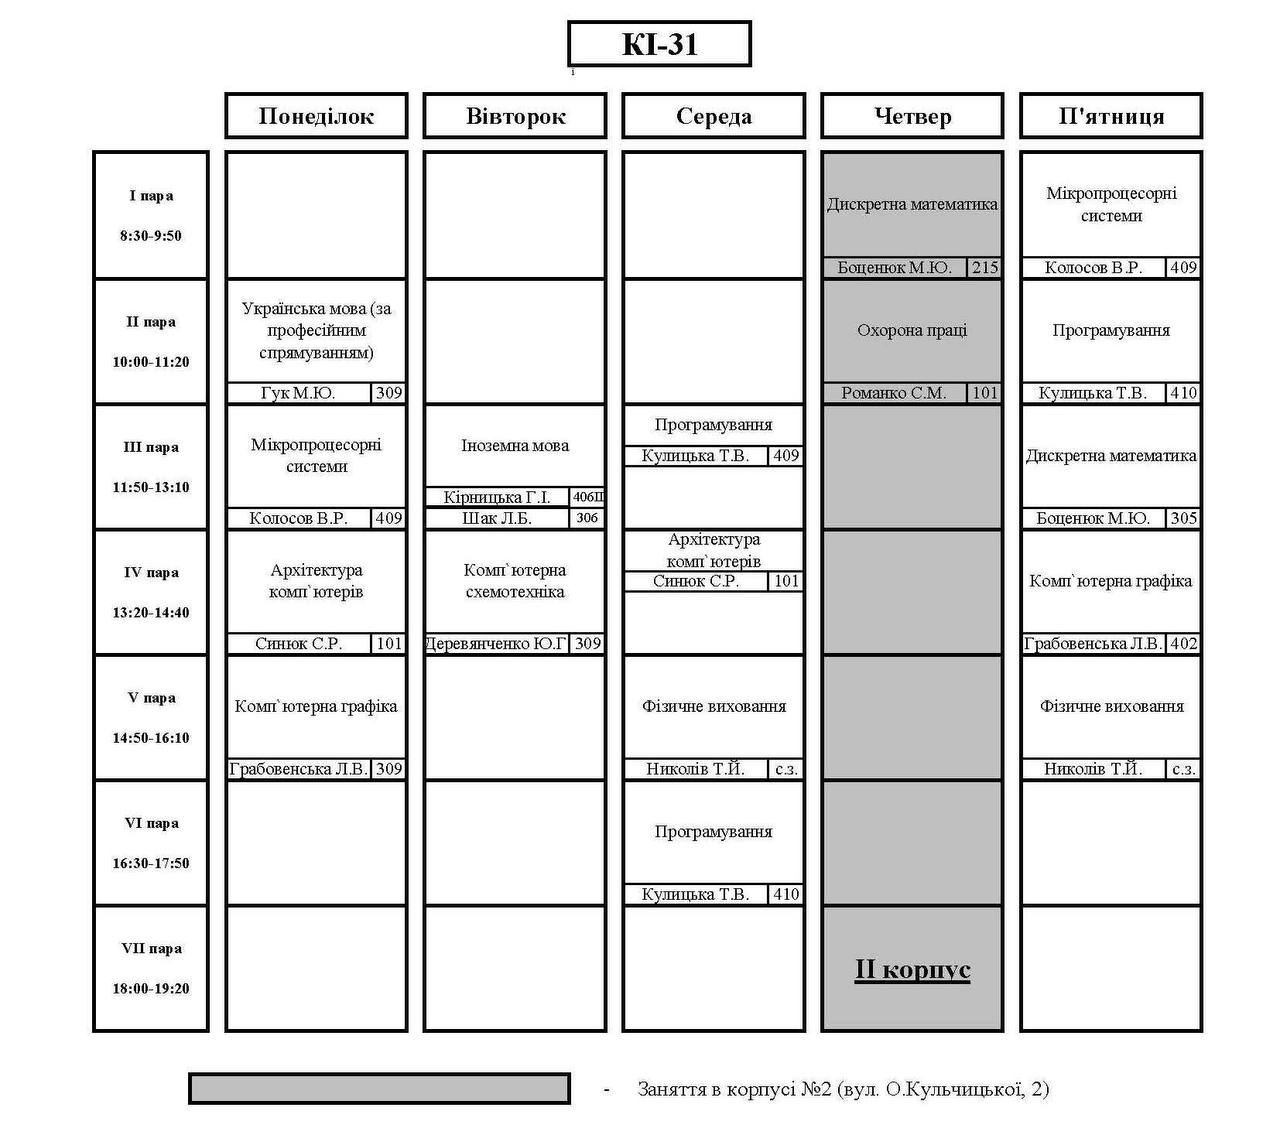 КІ-31
і
Понеділок
Вівторок
Середа
Четвер
П'ятниця
І пара
8:30-9:50
Дискретна математика
Боценюк М.Ю.
215
Мікропроцесорні
системи
Колосов В.Р.
409
ІІ пара
10:00-11:20
Українська мова (за
професійним
спрямуванням)
Гук М.Ю.
309
Охорона праці
Романко С.М.
101
Програмування
Кулицька Т.В.
410
ІІІ пара
11:50-13:10
Мікропроцесорні
системи
Колосов В.Р.
409
Іноземна мова
Кірницька Г.І.
406ІІ
Шак Л.Б.
306
Програмування
Кулицька Т.В.
409
Дискретна математика
Боценюк М.Ю.
305
IV пара
13:20-14:40
Архітектура
комп`ютерів
Синюк С.Р.
101
Комп`ютерна
схемотехніка
Деревянченко Ю.Г
309
Архітектура
комп`ютерів
Синюк С.Р.
101
Комп`ютерна графіка
Грабовенська Л.В.
402
V пара
14:50-16:10
Комп`ютерна графіка
Грабовенська Л.В.
309
Фізичне виховання
Николів Т.Й.
с.з.
Фізичне виховання
Николів Т.Й.
с.з.
VI пара
16:30-17:50
Програмування
Кулицька Т.В.
410
VII пара
18:00-19:20
ІІ корпус
- Заняття в корпусі №2 (вул. О.Кульчицької, 2)